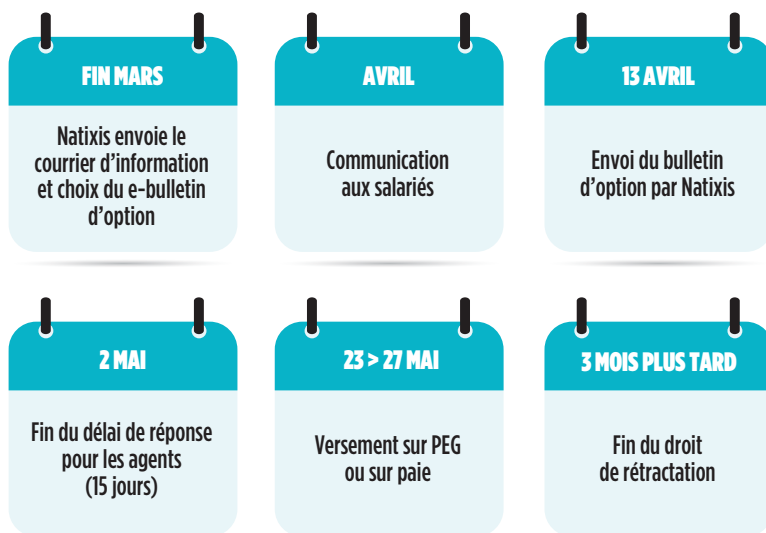 FIN MARS
Natixis envoie le
courrier d'information
et choix du e-bulletin
d'option
AVRIL
Communication
aux salariés
13 AVRIL
Envoi du bulletin
d'option par Natixis
2 MAI
Fin du délai de réponse
pour les agents
(15 jours)
23 > 27 MAI
Versement sur PEG
ou sur paie
3 MOIS PLUS TARD
Fin du droit
de rétractation